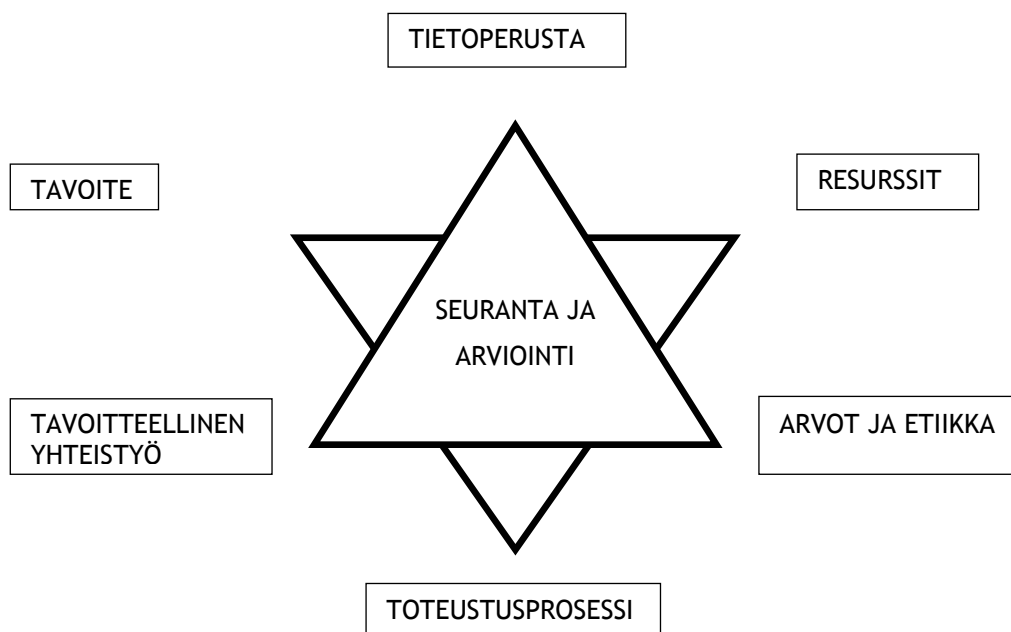 TIETOPERUSTA
TAVOITE
RESURSSIT
SEURANTA JA
ARVIOINTI
TAVOITTEELLINEN
YHTEISTYÖ
ARVOT JA ETIIKKA
TOTEUSTUSPROSESSI